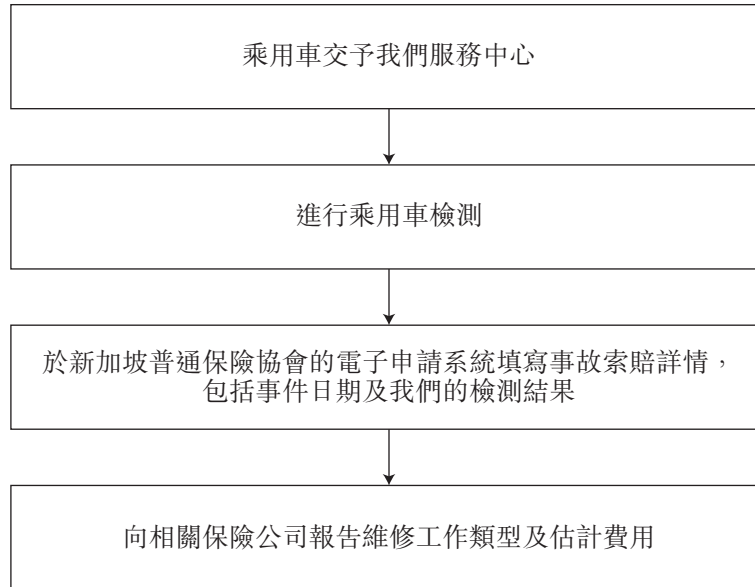 乘用車交予我們服務中心
進行乘用車檢測
於新加坡普通保險協會的電子申請系統填寫事故索賠詳情，
包括事件日期及我們的檢測結果
向相關保險公司報告維修工作類型及估計費用